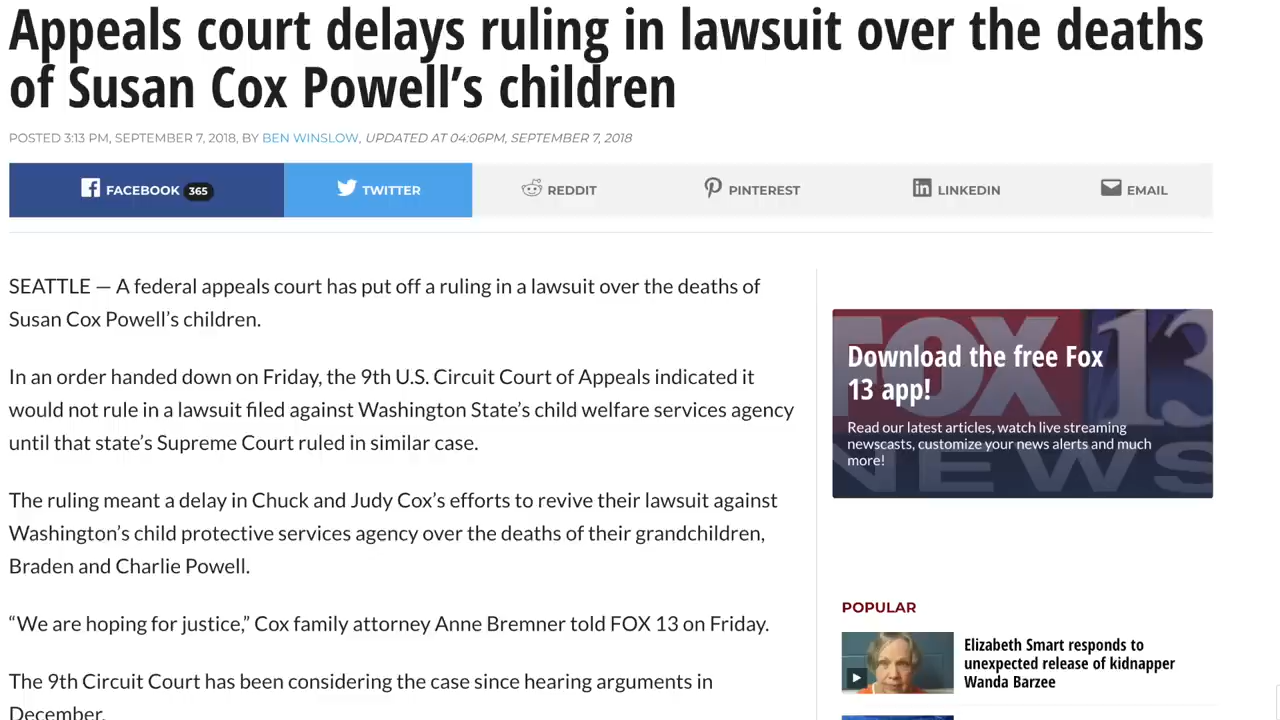 Appeals court delays ruling in lawsuit over the deaths
of Susan Cox Powell’s children
POSTED 3:13 PM, SEPTEMBER 7, 2018, BY BEN WINSLOW, UPDATED AT 04:06PM, SEPTEMBER 7, 2018
FACEBOOK 365
TWITTER
REDDIT
PINTEREST
LINKEDIN
EMAIL
SEATTLE — A federal appeals court has put off a ruling in a lawsuit over the deaths of
Susan Cox Powell’s children.
In an order handed down on Friday, the 9th U.S. Circuit Court of Appeals indicated it
would not rule in a lawsuit filed against Washington State’s child welfare services agency
until that state’s Supreme Court ruled in similar case.
The ruling meant a delay in Chuck and Judy Cox’s efforts to revive their lawsuit against
Washington’s child protective services agency over the deaths of their grandchildren,
Braden and Charlie Powell.
“We are hoping for justice,” Cox family attorney Anne Bremner told FOX 13 on Friday.
The 9th Circuit Court has been considering the case since hearing arguments in
December.
FOX 13
NEWS
Download the free Fox
13 app!
Read our latest articles, watch live streaming
newscasts, customize your news alerts and much
more!
POPULAR
Elizabeth Smart responds to
unexpected release of kidnapper
Wanda Barzee